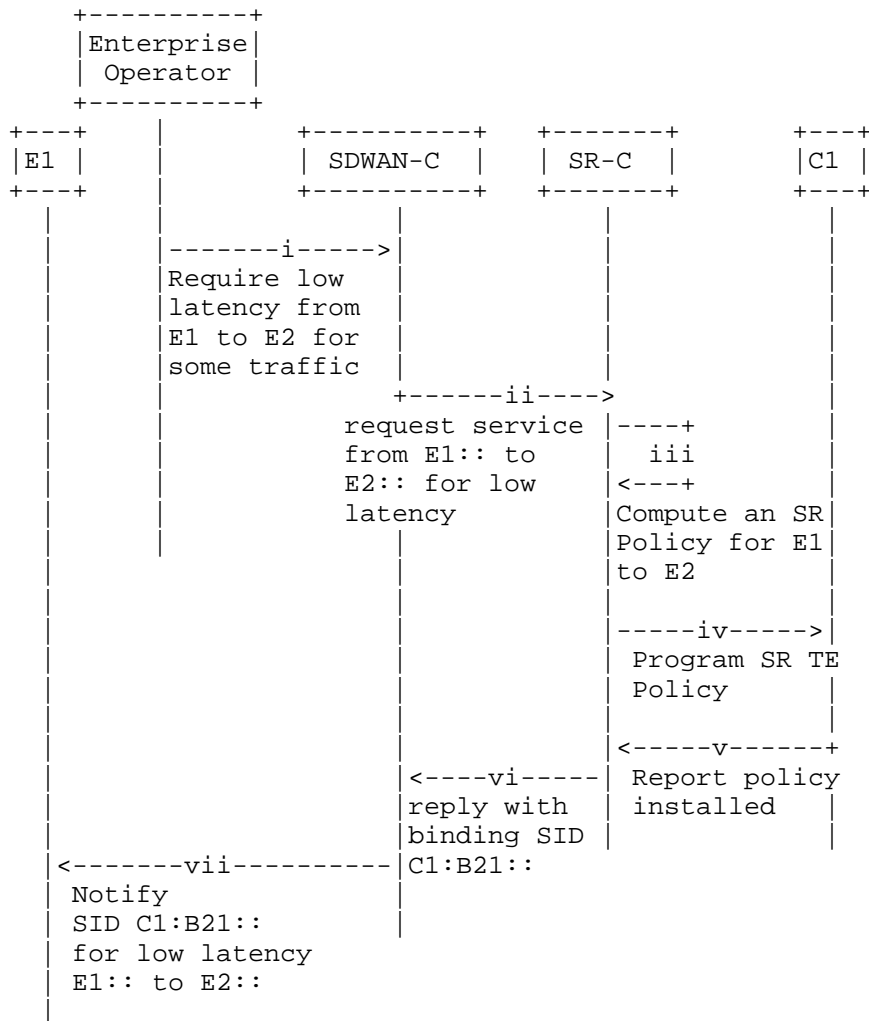 Enterprise
Operator
E1
SDWAN-C
SR-C
C1
i
Require low
latency from
E1 to E2 for
some traffic
ii
request service
from E1:: to
E2:: for low
latency
iii
Compute an SR
Policy for E1
to E2
iv
Program SR TE
Policy
v
Report policy
installed
vi
reply with
binding SID
C1:B21::
vii
Notify
SID C1:B21::
for low latency
E1:: to E2::